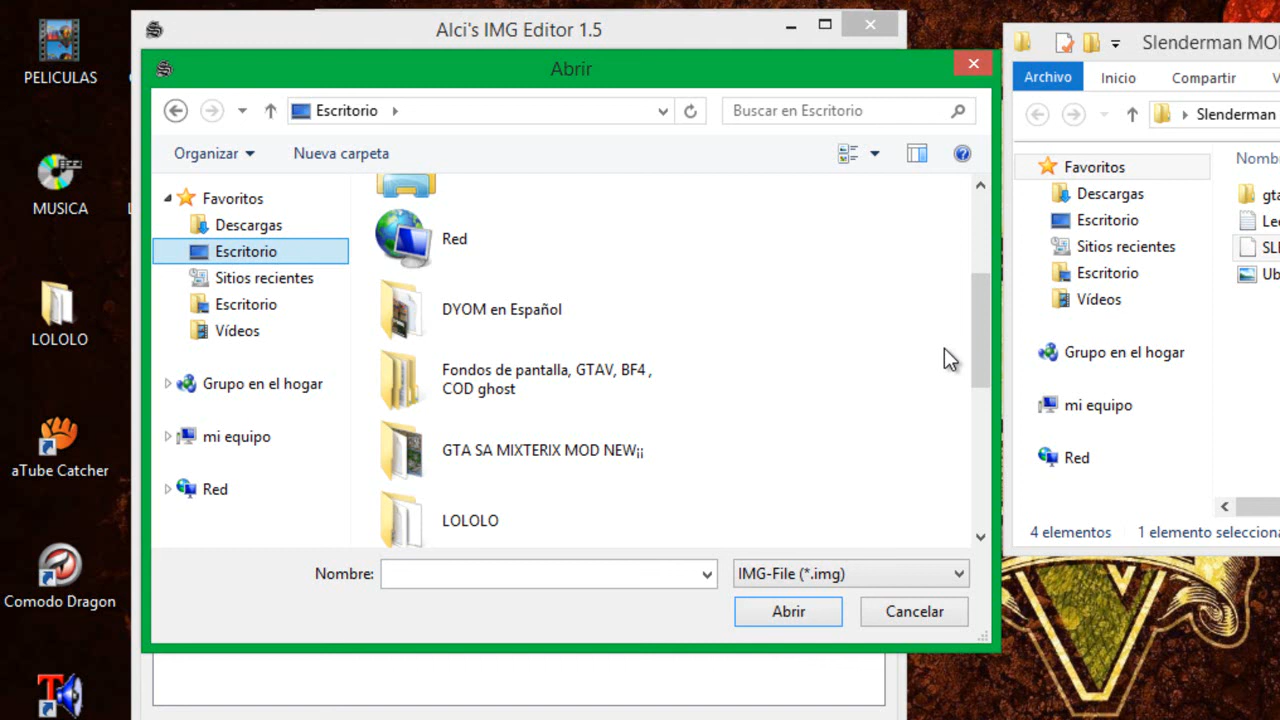 PELICULAS
MUSICA
LOLOLO
aTube Catcher
Comodo Dragon
Alci's IMG Editor 1.5
Abrir
Escritorio
Buscar en Escritorio
Organizar
Nueva carpeta
Favoritos
Descargas
Escritorio
Sitios recientes
Escritorio
Vídeos
Grupo en el hogar
mi equipo
Red
Red
DYOM en Español
Fondos de pantalla, GTAV, BF4 ,
COD ghost
GTA SA MIXTERIX MOD NEW¡¡
LOLOLO
Nombre:
IMG-File (*.img)
Abrir
Cancelar
Slenderman MO
Archivo
Inicio
Compartir
V
Slenderman
Favoritos
Descargas
Escritorio
Sitios recientes
Escritorio
Vídeos
Grupo en el hogar
mi equipo
Red
Nomb
gta
Lee
SLE
Ub
4 elementos
1 elemento selecciona